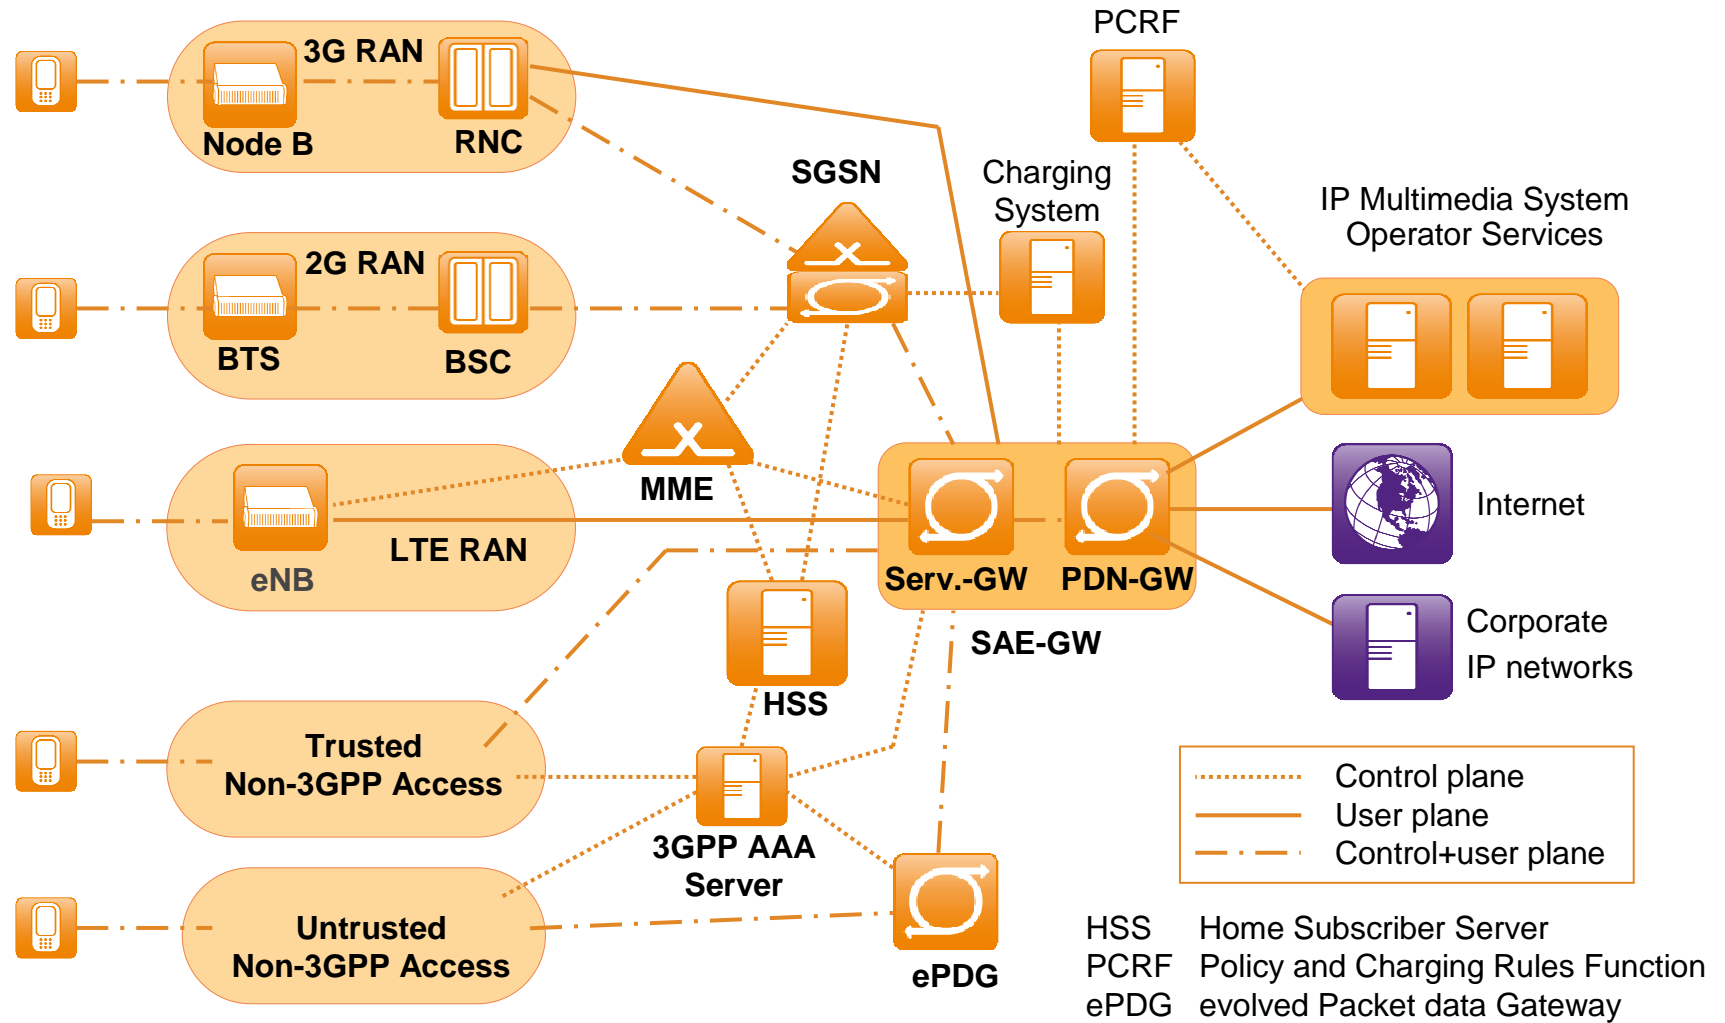 PCRF
3G RAN
Node B
RNC
SGSN
Charging
System
IP Multimedia System
Operator Services
2G RAN
BTS
BSC
MME
LTE RAN
eNB
Serv.-GW
PDN-GW
SAE-GW
Internet
Corporate
IP networks
HSS
Trusted
Non-3GPP Access
3GPP AAA
Server
Untrusted
Non-3GPP Access
ePDG
Control plane
User plane
Control+user plane
HSS Home Subscriber Server
PCRF Policy and Charging Rules Function
ePDG evolved Packet data Gateway